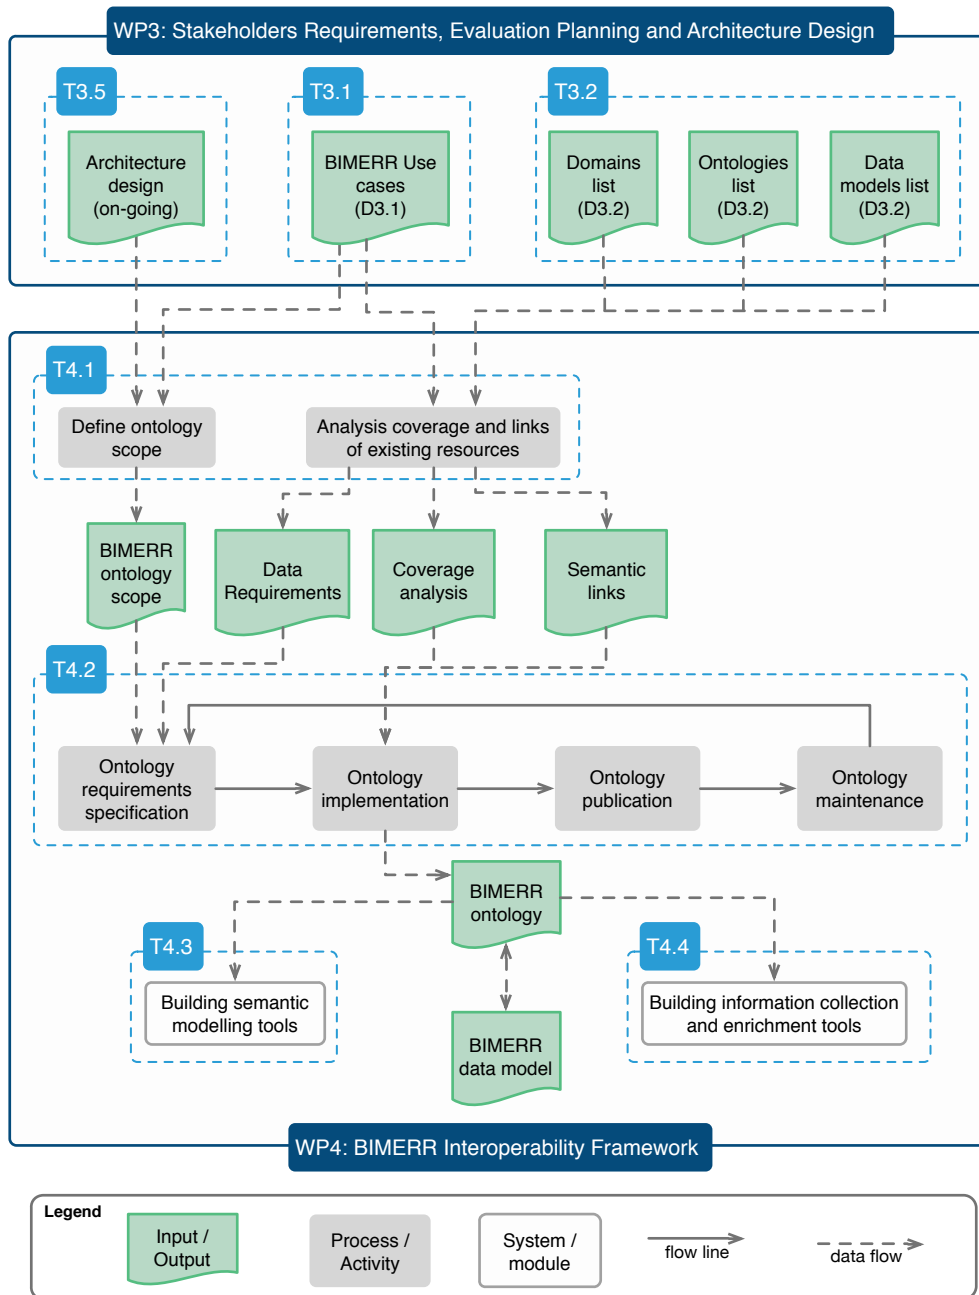 WP3: Stakeholders Requirements, Evaluation Planning and Architecture Design
T3.5
T3.1
T3.2
Architecture
design
(on-going)
BIMERR Use
cases
(D3.1)
Domains
list
(D3.2)
Ontologies
list
(D3.2)
Data
models list
(D3.2)
T4.1
Define ontology
scope
Analysis coverage and links
of existing resources
BIMERR
ontology
scope
Data
Requirements
Coverage
analysis
Semantic
links
T4.2
Ontology
requirements
specification
Ontology
implementation
Ontology
publication
Ontology
maintenance
BIMERR
ontology
T4.3
T4.4
Building semantic
modelling tools
Building information collection
and enrichment tools
BIMERR
data model
WP4: BIMERR Interoperability Framework
Legend
Input /
Output
Process /
Activity
System /
module
flow line
data flow